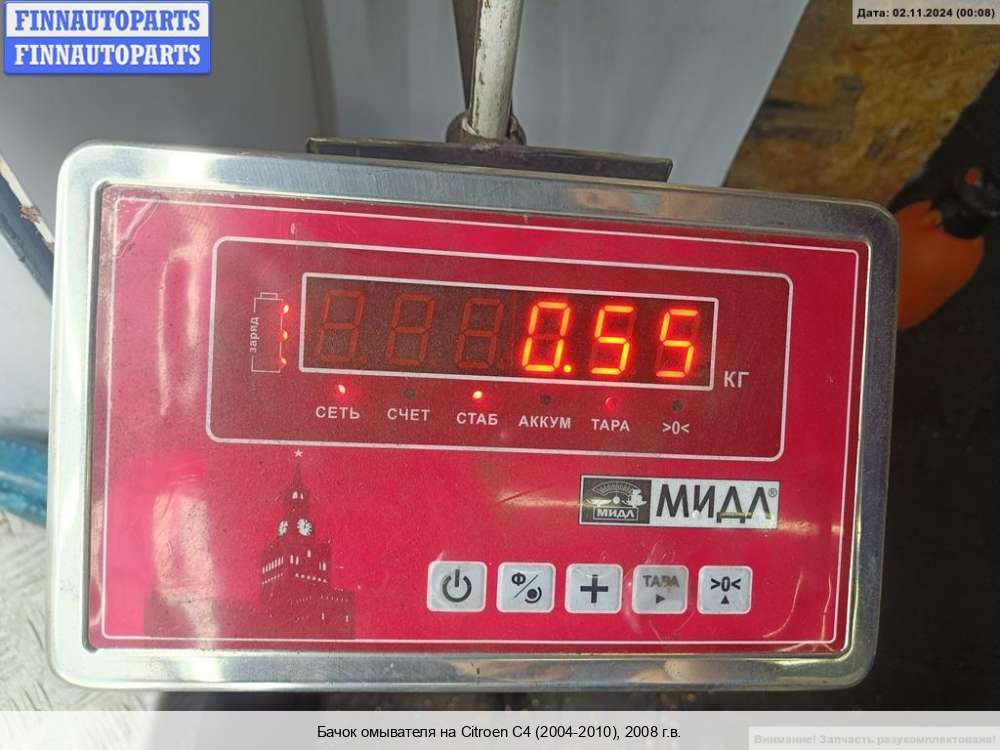 FINNAUTOPARTS
FINNAUTOPARTS
Дата: 02.11.2024 (00:08)
заряд
0.55
КГ
СЕТЬ СЧЕТ СТАБ АККУМ ТАРА >0<
МИДЛ МИДЛ®
Ф ТАРА >0<
Бачок омывателя на Citroen C4 (2004-2010), 2008 г.в.
Внимание! Запчасть разукомплектована!